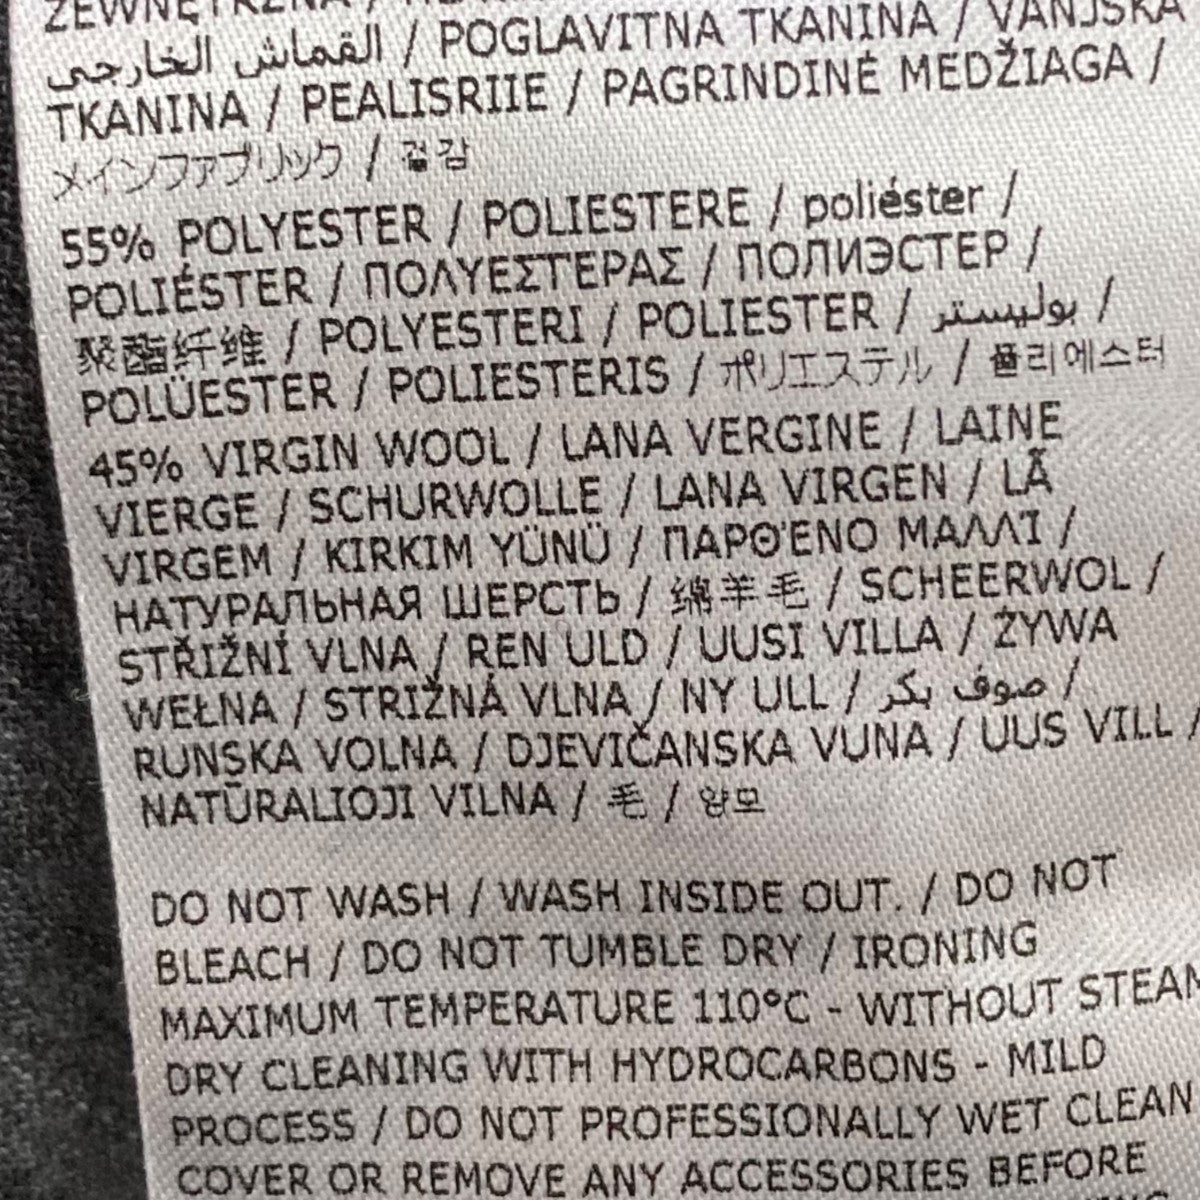 ZEWNĘTRZNA /
القماش الخارجي / POGLAVITNA TKANINA / VANJSKA
TKANINA / PEALISRIIE / PAGRINDINĖ MEDŽIAGA /
メインファブリック / 겉감
55% POLYESTER / POLIESTERE / poliéster /
POLIÉSTER / ΠΟΛΥΕΣΤΕΡΑΣ / ПОЛИЭСТЕР /
聚酯纤维 / POLYESTERI / POLIESTER / بوليستر /
POLÜESTER / POLIESTERIS / ポリエステル / 폴리에스터
45% VIRGIN WOOL / LANA VERGINE / LAINE
VIERGE / SCHURWOLLE / LANA VIRGEN / LÃ
VIRGEM / KIRKIM YÜNÜ / ΠΑΡΘΈΝΟ ΜΑΛΛΊ /
НАТУРАЛЬНАЯ ШЕРСТЬ / 绵羊毛 / SCHEERWOL /
STŘIŽNÍ VLNA / REN ULD / UUSI VILLA / ŻYWA
WEŁNA / STRIŽNÁ VLNA / NY ULL / صوف بكر /
RUNSKA VOLNA / DJEVIČANSKA VUNA / UUS VILL /
NATŪRALIOJI VILNA / 毛 / 양모
DO NOT WASH / WASH INSIDE OUT. / DO NOT
BLEACH / DO NOT TUMBLE DRY / IRONING
MAXIMUM TEMPERATURE 110°C - WITHOUT STEAM
DRY CLEANING WITH HYDROCARBONS - MILD
PROCESS / DO NOT PROFESSIONALLY WET CLEAN
COVER OR REMOVE ANY ACCESSORIES BEFORE